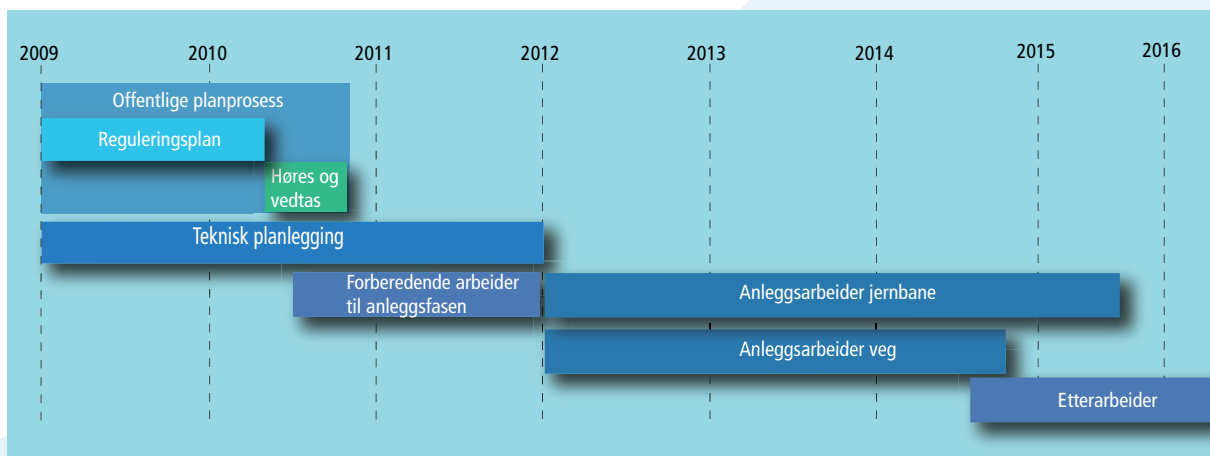 2009 2010 2011 2012 2013 2014 2015 2016
Offentlige planprosess
Reguleringsplan
Høres og
vedtas
Teknisk planlegging
Forberedende arbeider
til anleggsfasen
Anleggsarbeider jernbane
Anleggsarbeider veg
Etterarbeider